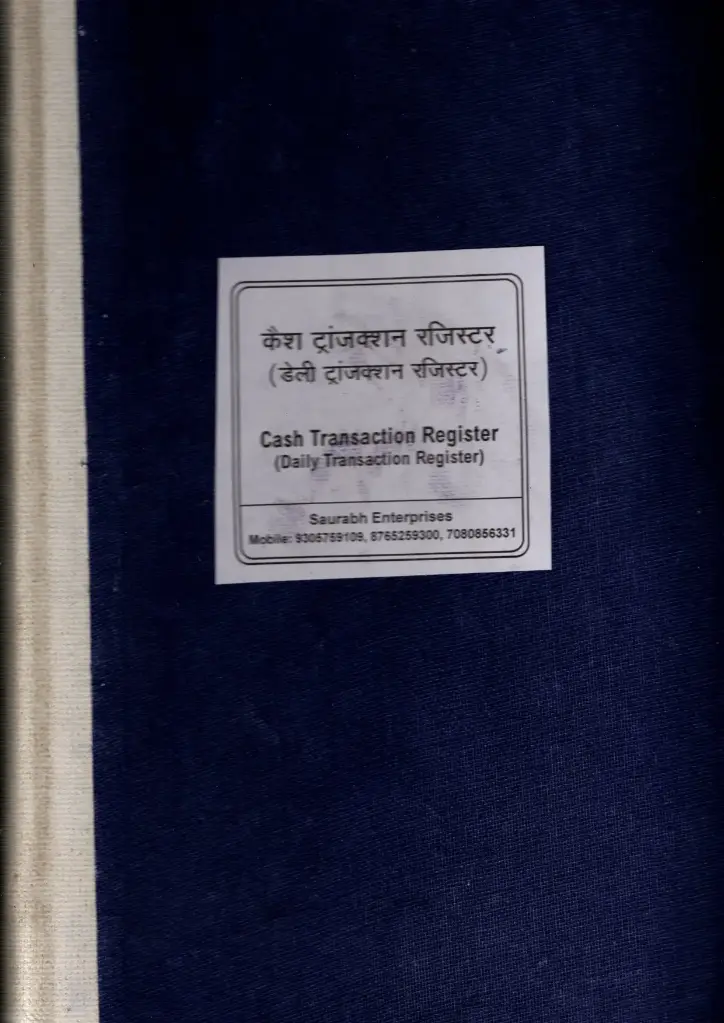 कैश ट्रांजक्शन रजिस्टर
(डेली ट्रांजक्शन रजिस्टर)
Cash Transaction Register
(Daily Transaction Register)
Saurabh Enterprises
Mobile: 9305759109, 8765259300, 7080856331